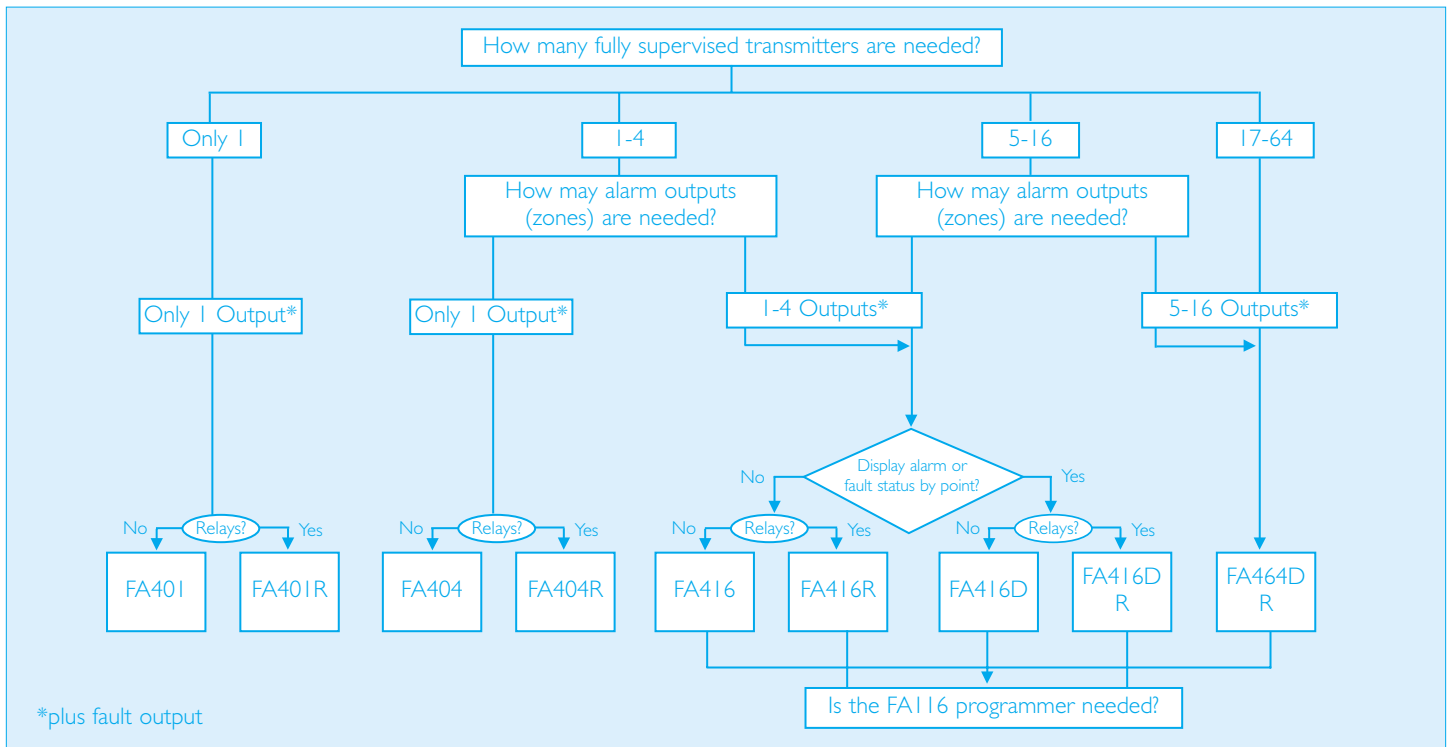 How many fully supervised transmitters are needed?
Only 1
1-4
5-16
17-64
How may alarm outputs
(zones) are needed?
How may alarm outputs
(zones) are needed?
Only 1 Output*
Only 1 Output*
1-4 Outputs*
5-16 Outputs*
Display alarm or
fault status by point?
No
Yes
No
Relays?
Yes
No
Relays?
Yes
No
Relays?
Yes
No
Relays?
Yes
FA401
FA401R
FA404
FA404R
FA416
FA416R
FA416D
FA416D
R
FA464D
R
Is the FA116 programmer needed?
*plus fault output